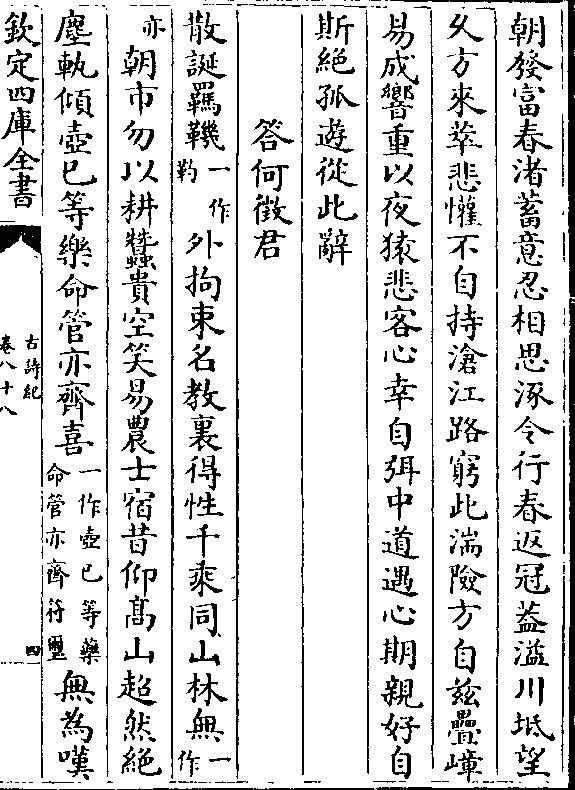 朝發富春渚蓄意忍相思涿令行春返冠蓋溢川坻望
久方來萃悲懽不自持滄江路窮此湍險方自茲疊嶂
易成響重以夜猿悲客心幸自弭中道遇心期親好自
斯絶孤遊從此辭
答何徵君
散誕羈鞿一作靮外拘束名教裏得性千乘同山林無一作
亦朝市勿以耕蠶貴空笑易農士宿昔仰髙山超然絶
塵軌傾壺已等樂命管亦齊喜一作壺已等藥命管亦齊符璽無為嘆
欽定四庫全書
古詩紀
卷八十八
四